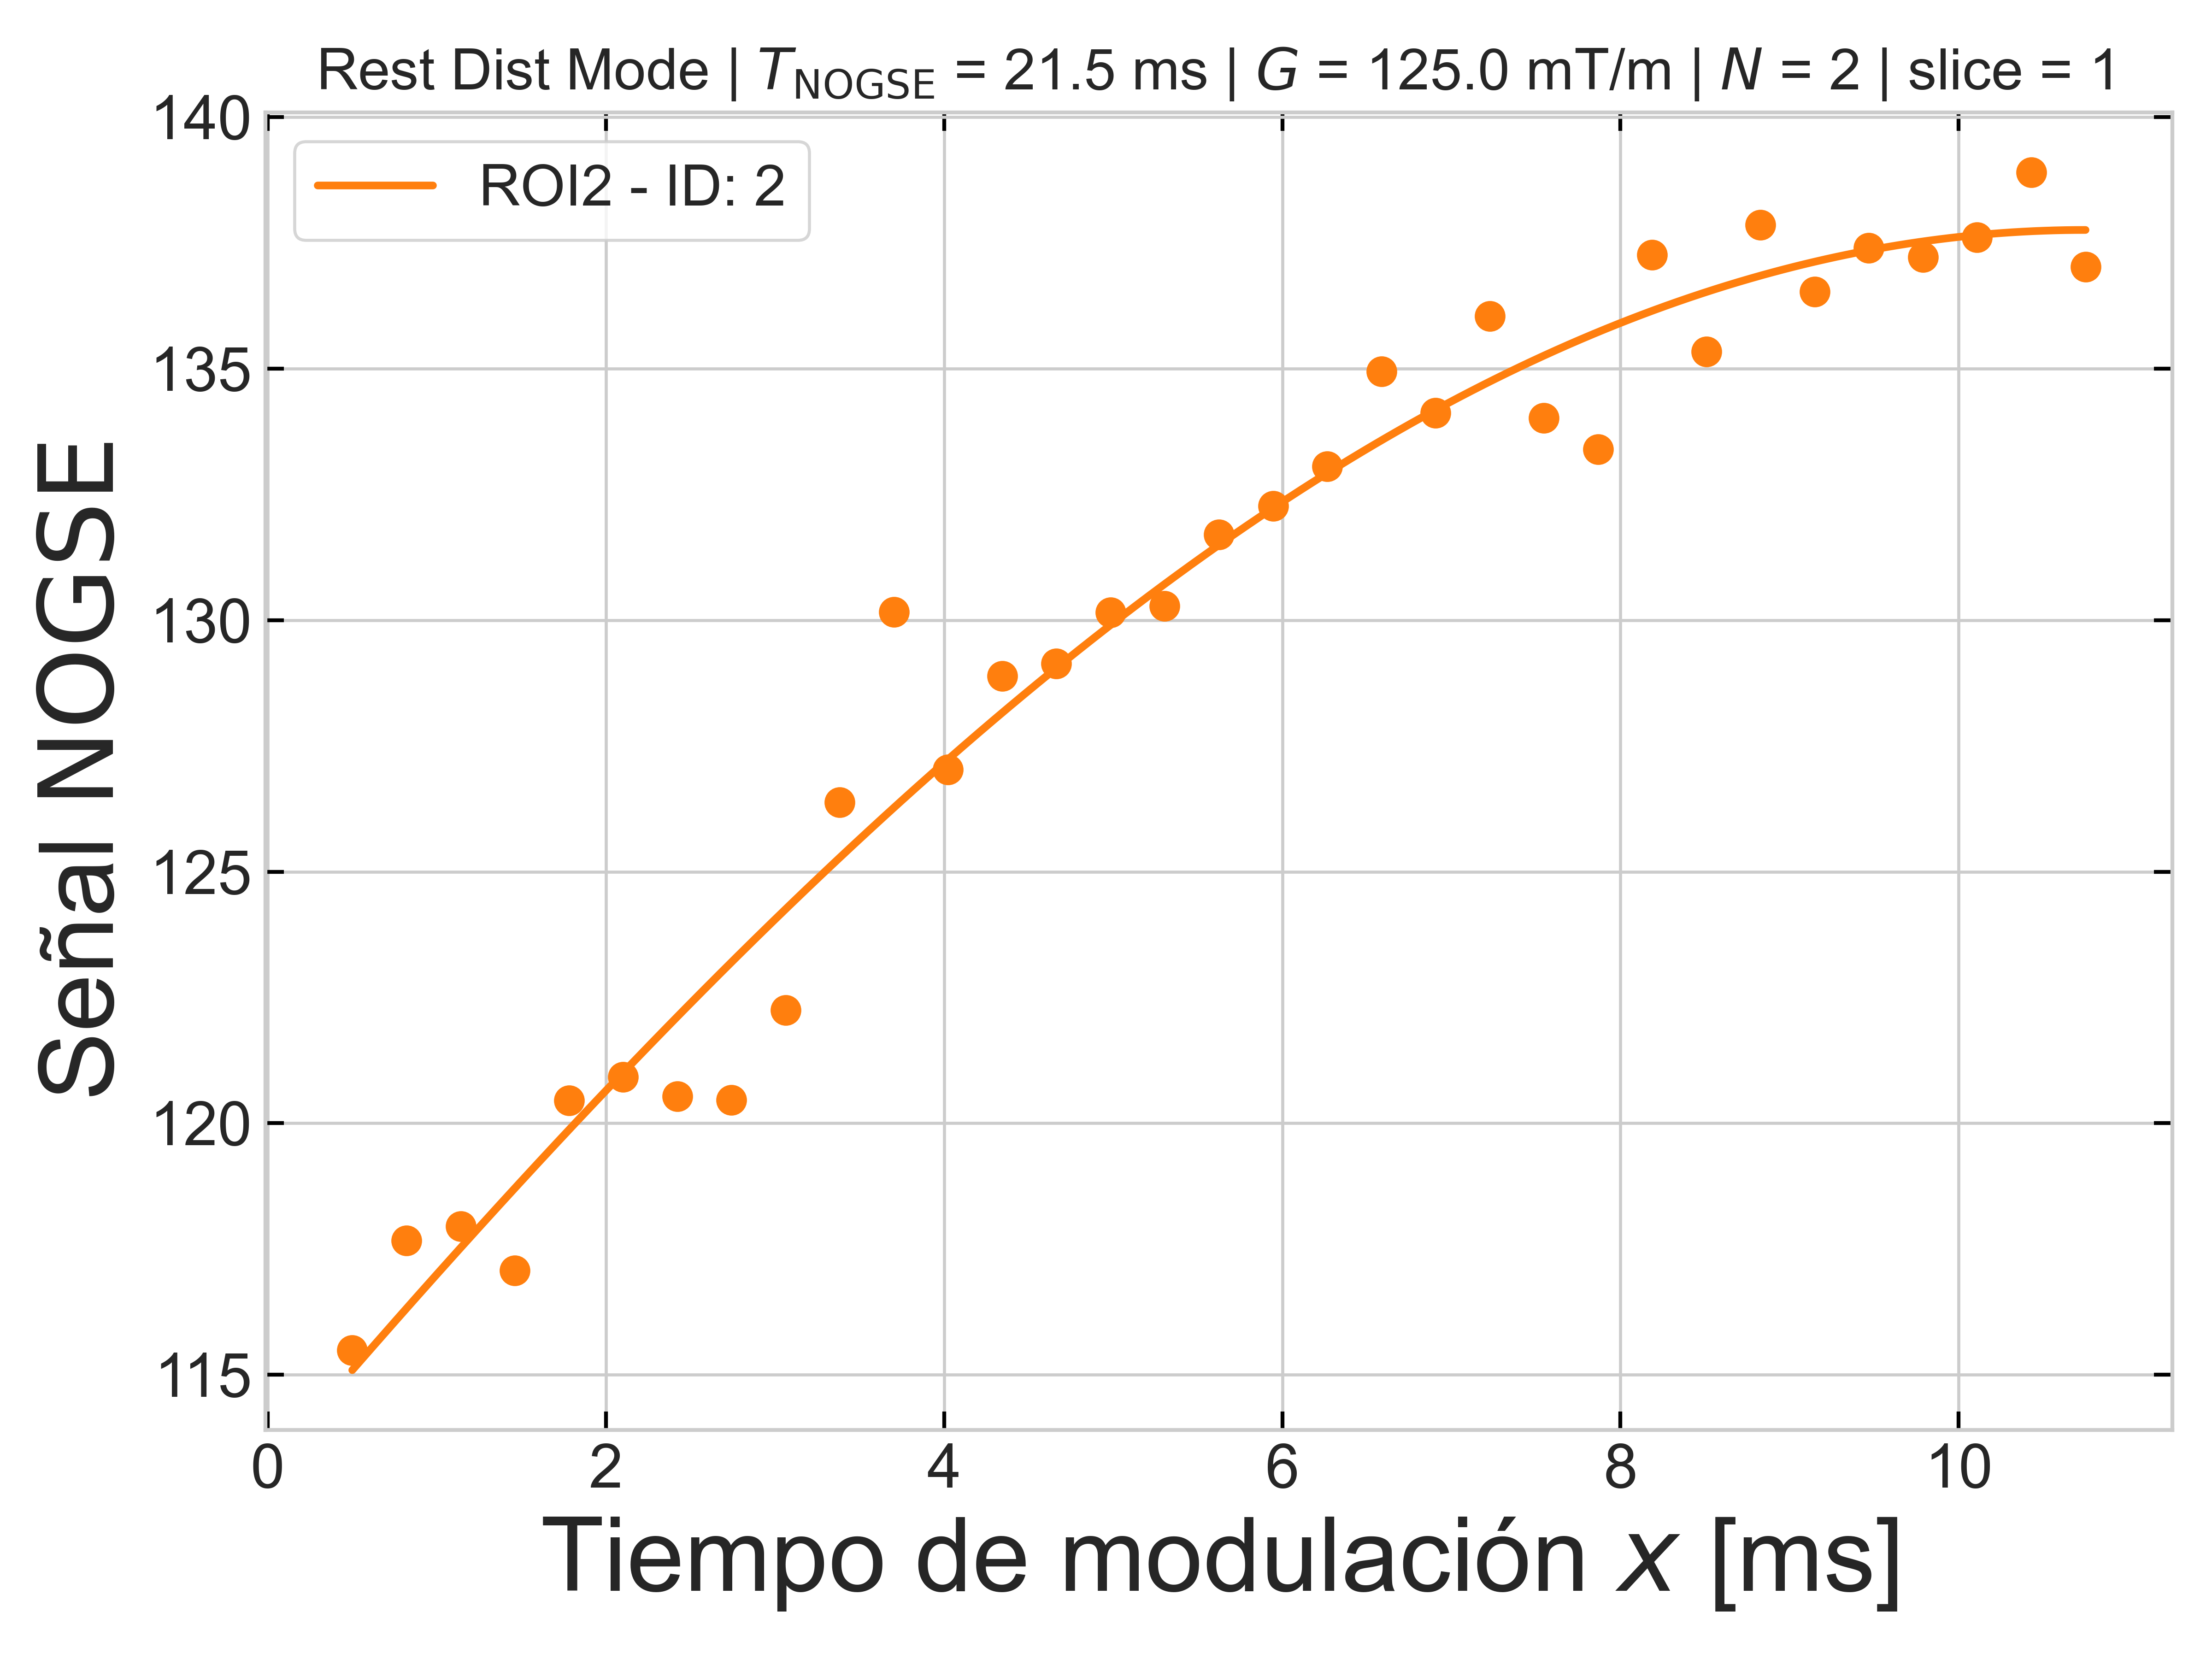 Rest Dist Mode | T_NOGSE = 21.5 ms | G = 125.0 mT/m | N = 2 | slice = 1
ROI2 - ID: 2
Señal NOGSE
140
135
130
125
120
115
0 2 4 6 8 10
Tiempo de modulación x [ms]